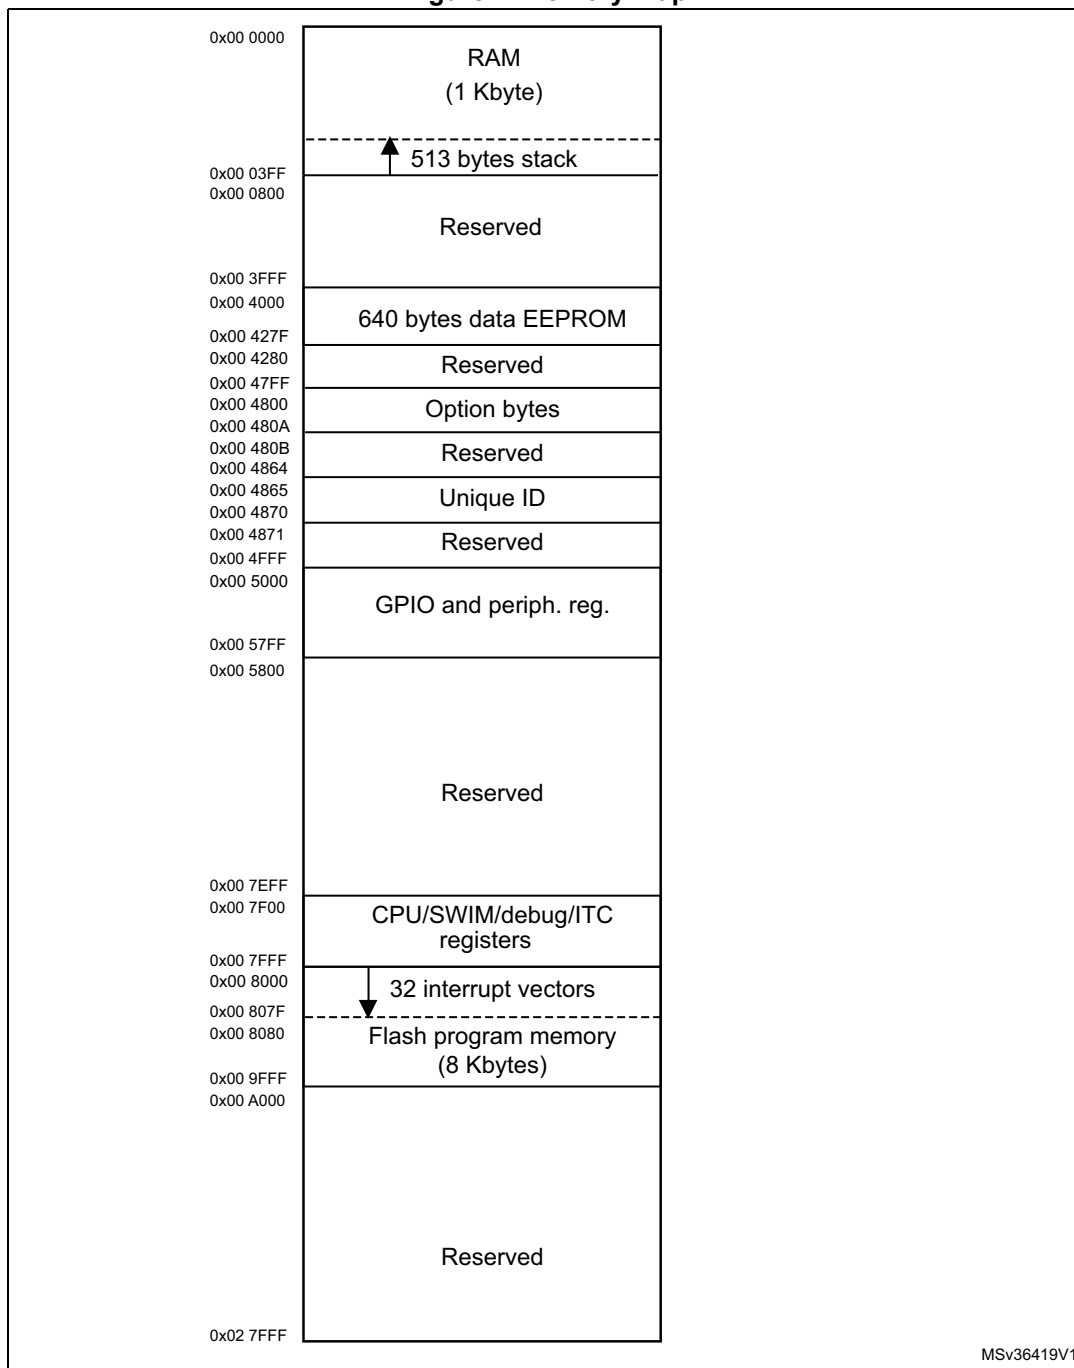 0x00 0000
RAM
(1 Kbyte)
513 bytes stack
0x00 03FF
0x00 0800
Reserved
0x00 3FFF
0x00 4000
640 bytes data EEPROM
0x00 427F
0x00 4280
Reserved
0x00 47FF
0x00 4800
Option bytes
0x00 480A
0x00 480B
Reserved
0x00 4864
0x00 4865
Unique ID
0x00 4870
0x00 4871
Reserved
0x00 4FFF
0x00 5000
GPIO and periph. reg.
0x00 57FF
0x00 5800
Reserved
0x00 7EFF
0x00 7F00
CPU/SWIM/debug/ITC
registers
0x00 7FFF
0x00 8000
32 interrupt vectors
0x00 807F
0x00 8080
Flash program memory
(8 Kbytes)
0x00 9FFF
0x00 A000
Reserved
0x02 7FFF
MSv36419V1